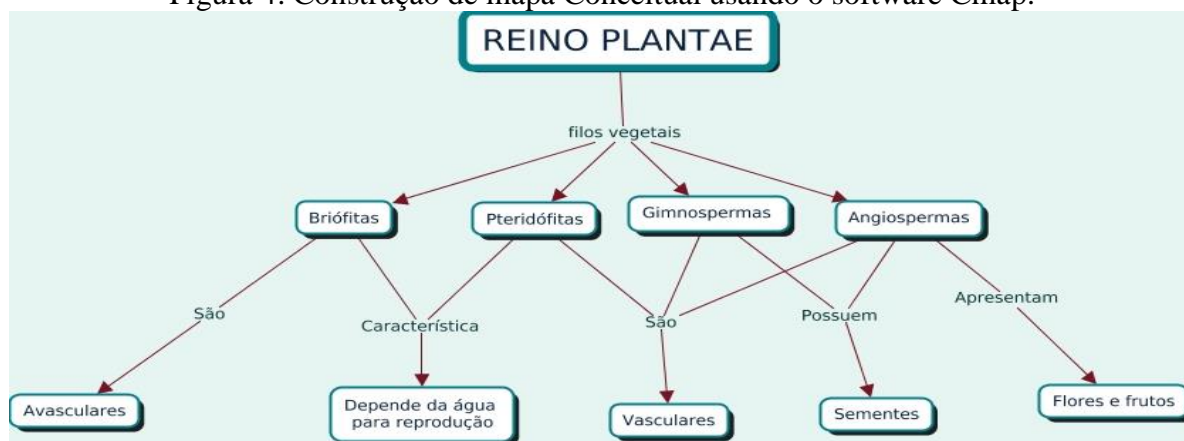 Figura 4: Construção de mapa Conceitual usando o software Cmap.
REINO PLANTAE
filos vegetais
Briófitas
Pteridófitas
Gimnospermas
Angiospermas
São
Característica
São
Possuem
Apresentam
Avasculares
Depende da água
para reprodução
Vasculares
Sementes
Flores e frutos